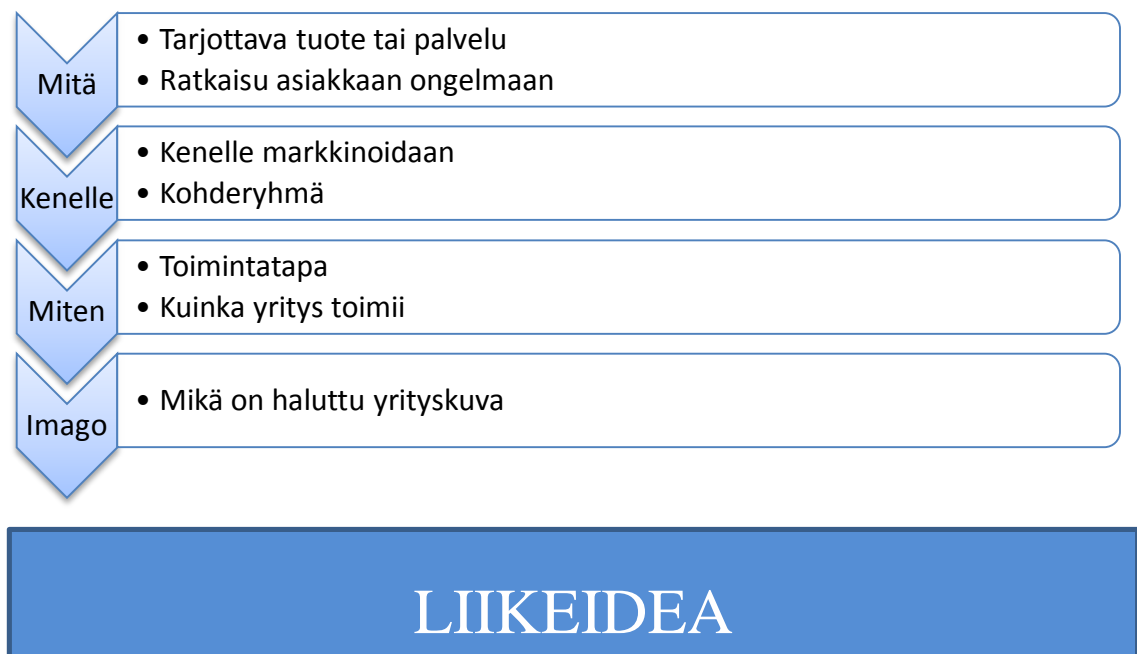 Mitä
• Tarjottava tuote tai palvelu
• Ratkaisu asiakkaan ongelmaan
Kenelle
• Kenelle markkinoidaan
• Kohderyhmä
Miten
• Toimintatapa
• Kuinka yritys toimii
Imago
• Mikä on haluttu yrityskuva
LIIKEIDEA